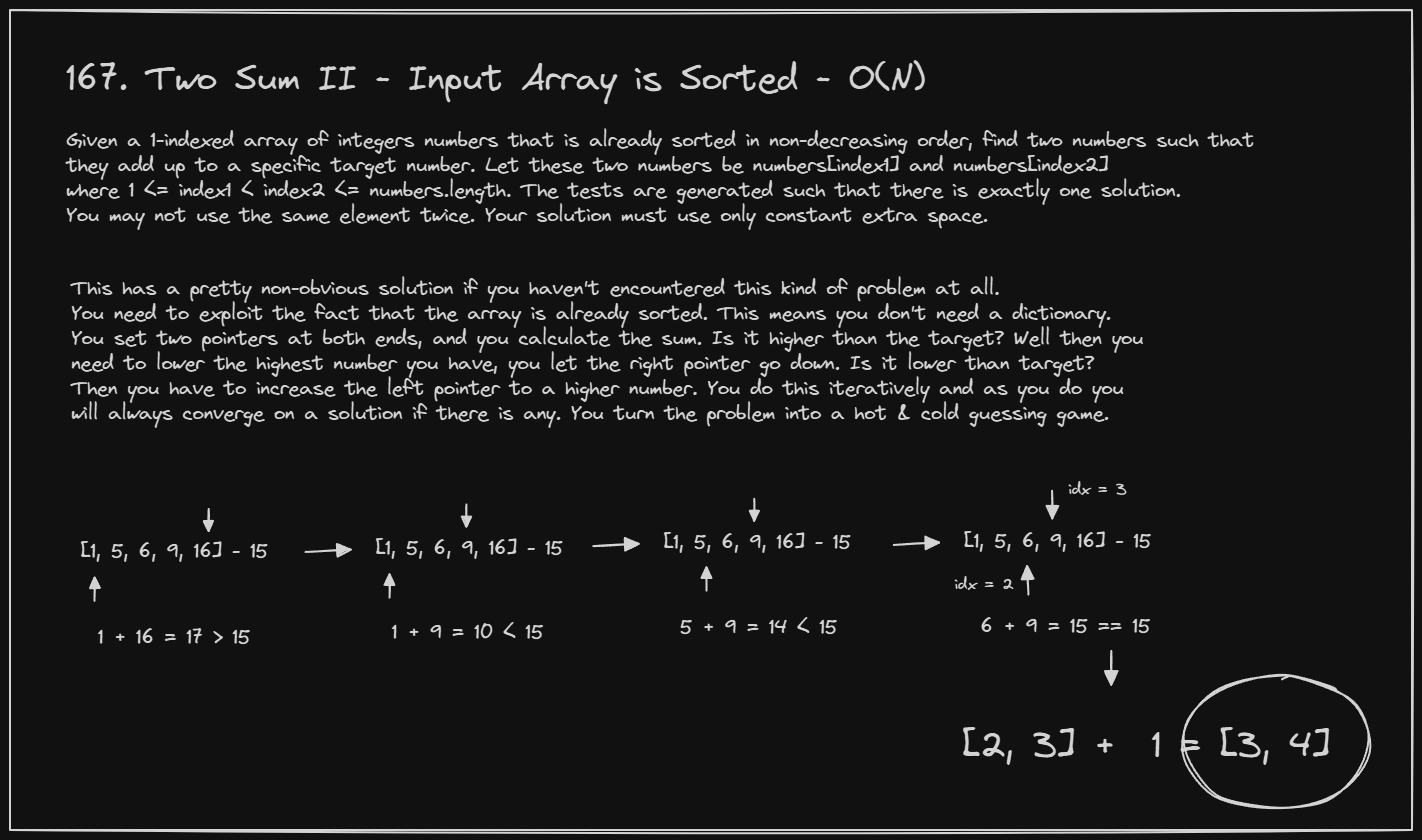 167. Two Sum II - Input Array is Sorted - O(N)
Given a 1-indexed array of integers numbers that is already sorted in non-decreasing order, find two numbers such that
they add up to a specific target number. Let these two numbers be numbers[index1] and numbers[index2]
where 1 <= index1 < index2 <= numbers.length. The tests are generated such that there is exactly one solution.
You may not use the same element twice. Your solution must use only constant extra space.
This has a pretty non-obvious solution if you haven't encountered this kind of problem at all.
You need to exploit the fact that the array is already sorted. This means you don't need a dictionary.
You set two pointers at both ends, and you calculate the sum. Is it higher than the target? Well then you
need to lower the highest number you have, you let the right pointer go down. Is it lower than target?
Then you have to increase the left pointer to a higher number. You do this iteratively and as you do you
will always converge on a solution if there is any. You turn the problem into a hot & cold guessing game.
[1, 5, 6, 9, 16] - 15
1 + 16 = 17 > 15
[1, 5, 6, 9, 16] - 15
1 + 9 = 10 < 15
[1, 5, 6, 9, 16] - 15
5 + 9 = 14 < 15
idx = 3
[1, 5, 6, 9, 16] - 15
idx = 2
6 + 9 = 15 == 15
[2, 3] + 1 = [3, 4]